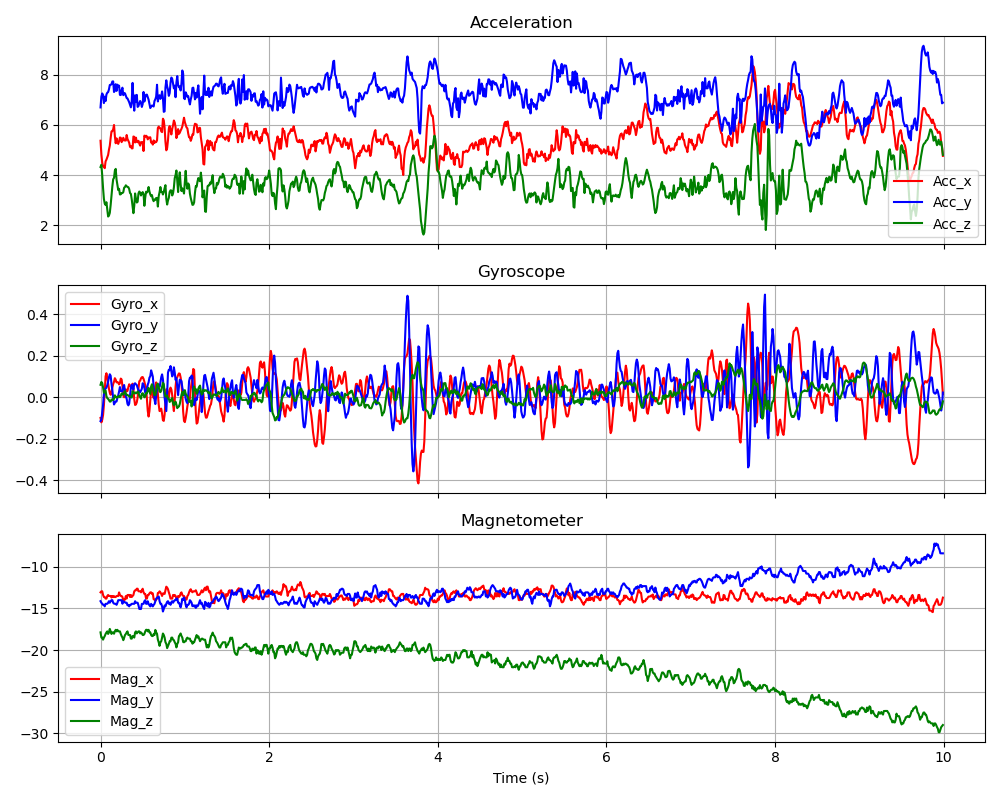 Acceleration
8
6
4
2
Acc_x
Acc_y
Acc_z
Gyroscope
0.4
0.2
0.0
−0.2
−0.4
Gyro_x
Gyro_y
Gyro_z
Magnetometer
−10
−15
−20
−25
−30
Mag_x
Mag_y
Mag_z
0 2 4 6 8 10
Time (s)